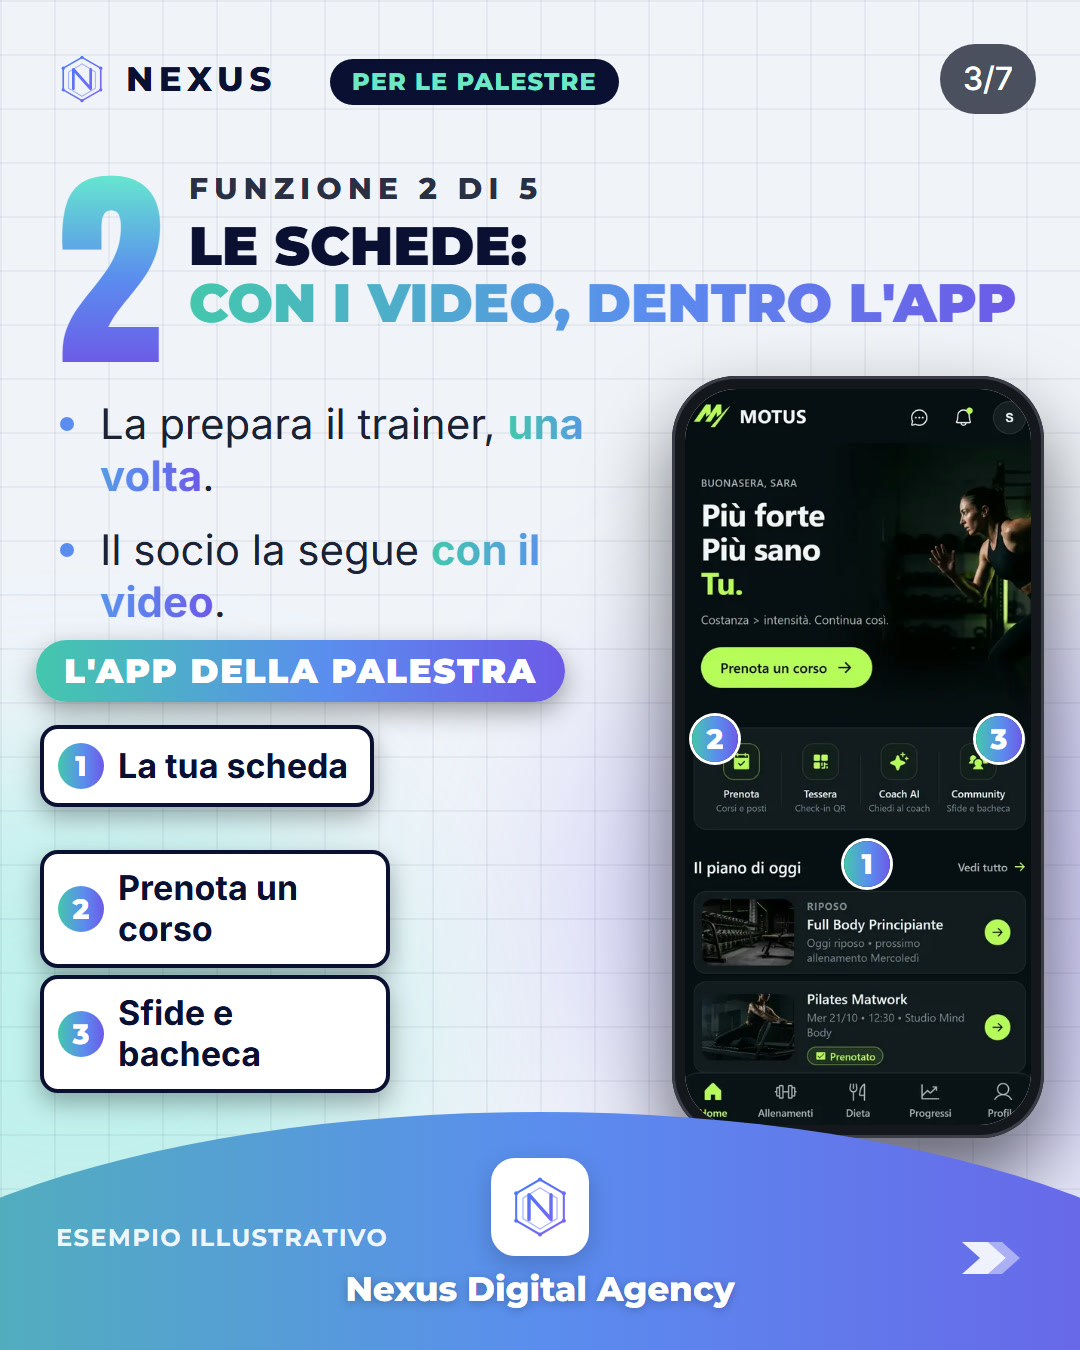 NEXUS
PER LE PALESTRE
3/7
2
FUNZIONE 2 DI 5
LE SCHEDE:
CON I VIDEO, DENTRO L'APP
• La prepara il trainer, una
volta.
• Il socio la segue con il
video.
L'APP DELLA PALESTRA
1 La tua scheda
2 Prenota un
corso
3 Sfide e
bacheca
MOTUS
S
BUONASERA, SARA
Più forte
Più sano
Tu.
Costanza > intensità. Continua così.
Prenota un corso →
2
3
Prenota
Corsi e posti
Tessera
Check-in QR
Coach AI
Chiedi al coach
Community
Sfide e bacheca
Il piano di oggi
1
Vedi tutto →
RIPOSO
Full Body Principiante
Oggi riposo • prossimo
allenamento Mercoledì
Pilates Matwork
Mer 21/10 • 12:30 • Studio Mind
Body
Prenotato
Home
Allenamenti
Dieta
Progressi
Profil
ESEMPIO ILLUSTRATIVO
N
Nexus Digital Agency